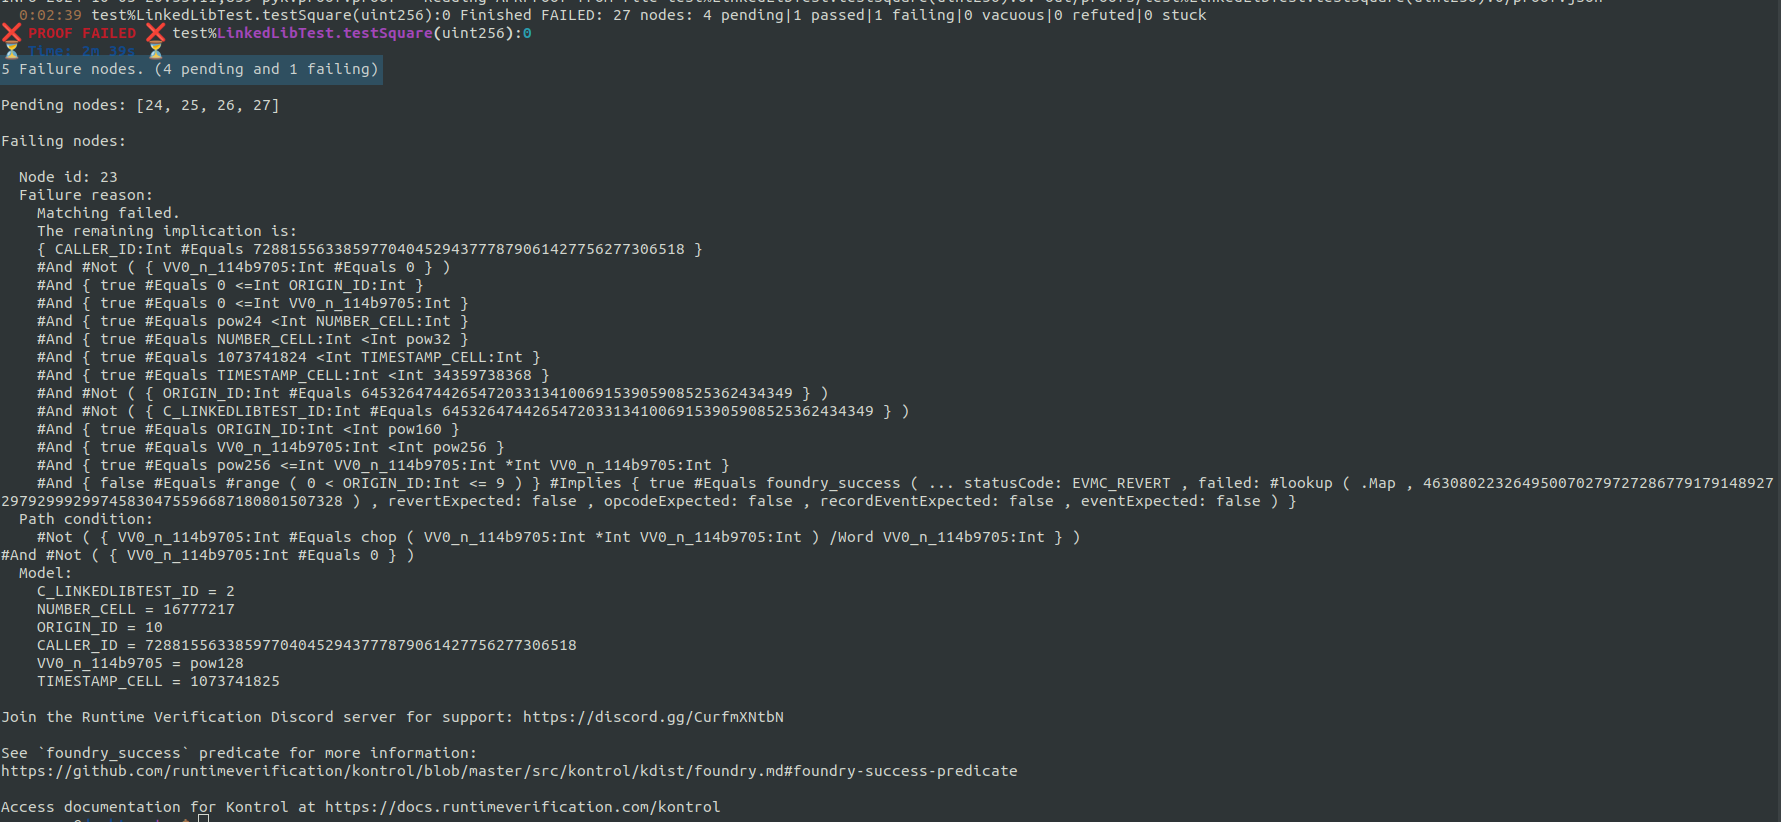 0:02:39 test%LinkedLibTest.testSquare(uint256):0 Finished FAILED: 27 nodes: 4 pending|1 passed|1 failing|0 vacuous|0 refuted|0 stuck
❌ PROOF FAILED ❌ test%LinkedLibTest.testSquare(uint256):0
⏳ Time: 2m 39s ⏳
5 Failure nodes. (4 pending and 1 failing)
Pending nodes: [24, 25, 26, 27]
Failing nodes:
Node id: 23
Failure reason:
Matching failed.
The remaining implication is:
{ CALLER_ID:Int #Equals 728815563385977040452943777879061427756277306518 }
#And #Not ( { VV0_n_114b9705:Int #Equals 0 } )
#And { true #Equals 0 <=Int ORIGIN_ID:Int }
#And { true #Equals 0 <=Int VV0_n_114b9705:Int }
#And { true #Equals pow24 <Int NUMBER_CELL:Int }
#And { true #Equals NUMBER_CELL:Int <Int pow32 }
#And { true #Equals 1073741824 <Int TIMESTAMP_CELL:Int }
#And { true #Equals TIMESTAMP_CELL:Int <Int 34359738368 }
#And #Not ( { ORIGIN_ID:Int #Equals 645326474426547203313410069153905908525362434349 } )
#And #Not ( { C_LINKEDLIBTEST_ID:Int #Equals 645326474426547203313410069153905908525362434349 } )
#And { true #Equals ORIGIN_ID:Int <Int pow160 }
#And { true #Equals VV0_n_114b9705:Int <Int pow256 }
#And { true #Equals pow256 <=Int VV0_n_114b9705:Int *Int VV0_n_114b9705:Int }
#And { false #Equals #range ( 0 < ORIGIN_ID:Int <= 9 ) } #Implies { true #Equals foundry_success ( ... statusCode: EVMC_REVERT , failed: #lookup ( .Map , 46308022326495007027972728677917914892729792999299745830475596687180801507328 ) , revertExpected: false , opcodeExpected: false , recordEventExpected: false , eventExpected: false ) }
Path condition:
#Not ( { VV0_n_114b9705:Int #Equals chop ( VV0_n_114b9705:Int *Int VV0_n_114b9705:Int ) /Word VV0_n_114b9705:Int } )
#And #Not ( { VV0_n_114b9705:Int #Equals 0 } )
Model:
C_LINKEDLIBTEST_ID = 2
NUMBER_CELL = 16777217
ORIGIN_ID = 10
CALLER_ID = 728815563385977040452943777879061427756277306518
VV0_n_114b9705 = pow128
TIMESTAMP_CELL = 1073741825
Join the Runtime Verification Discord server for support: https://discord.gg/CurfmXNtbN
See `foundry_success` predicate for more information:
https://github.com/runtimeverification/kontrol/blob/master/src/kontrol/kdist/foundry.md#foundry-success-predicate
Access documentation for Kontrol at https://docs.runtimeverification.com/kontrol